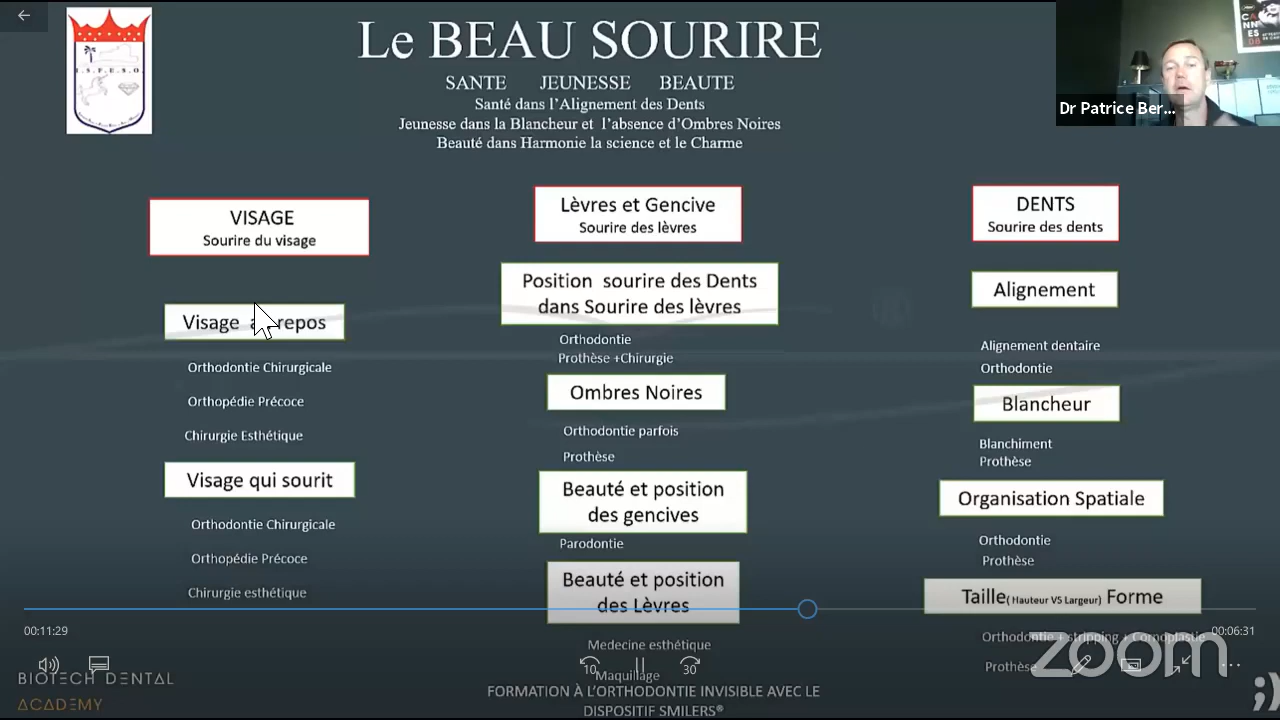 Le BEAU SOURIRE
SANTE JEUNESSE BEAUTE
Santé dans l'Alignement des Dents
Jeunesse dans la Blancheur et l'absence d'Ombres Noires
Beauté dans Harmonie la science et le Charme
I.S.F.E.S.O.
CANNES
Dr Patrice Ber...
VISAGE
Sourire du visage
Visage repos
Orthodontie Chirurgicale
Orthopédie Précoce
Chirurgie Esthétique
Visage qui sourit
Orthodontie Chirurgicale
Orthopédie Précoce
Chirurgie esthétique
Lèvres et Gencive
Sourire des lèvres
Position sourire des Dents
dans Sourire des lèvres
Orthodontie
Prothèse +Chirurgie
Ombres Noires
Orthodontie parfois
Prothèse
Beauté et position
des gencives
Parodontie
Beauté et position
des Lèvres
Medecine esthétique
Maquillage
DENTS
Sourire des dents
Alignement
Alignement dentaire
Orthodontie
Blancheur
Blanchiment
Prothèse
Organisation Spatiale
Orthodontie
Prothèse
Taille( Hauteur VS Largeur) Forme
Orthodontie + stripping + Cornoplastie
Prothèse
00:11:29
00:06:31
10
30
zoom
BIOTECH DENTAL
ACADEMY
FORMATION À L'ORTHODONTIE INVISIBLE AVEC LE
DISPOSITIF SMILERS®